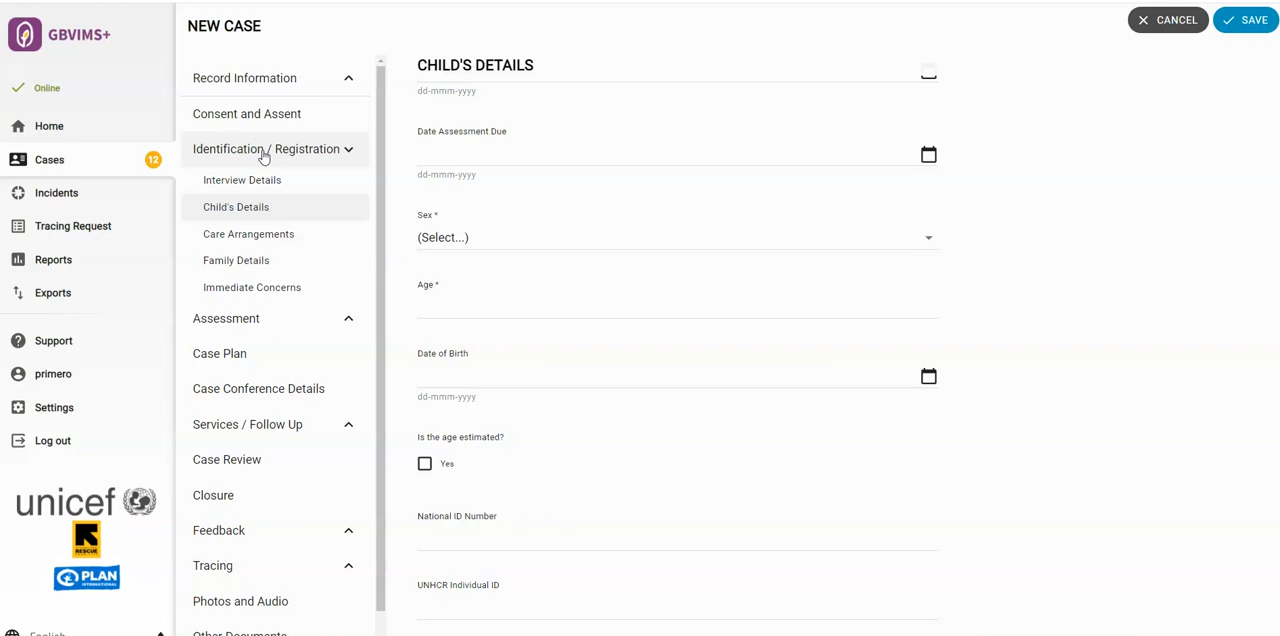 GBVIMS+
Online
Home
Cases
12
Incidents
Tracing Request
Reports
Exports
Support
primero
Settings
Log out
unicef
RESCUE
PLAN
INTERNATIONAL
English
NEW CASE
CANCEL
SAVE
Record Information
Consent and Assent
Identification / Registration
Interview Details
Child's Details
Care Arrangements
Family Details
Immediate Concerns
Assessment
Case Plan
Case Conference Details
Services / Follow Up
Case Review
Closure
Feedback
Tracing
Photos and Audio
Other Documents
CHILD'S DETAILS
dd-mmm-yyyy
Date Assessment Due
dd-mmm-yyyy
Sex *
(Select...)
Age *
Date of Birth
dd-mmm-yyyy
Is the age estimated?
Yes
National ID Number
UNHCR Individual ID